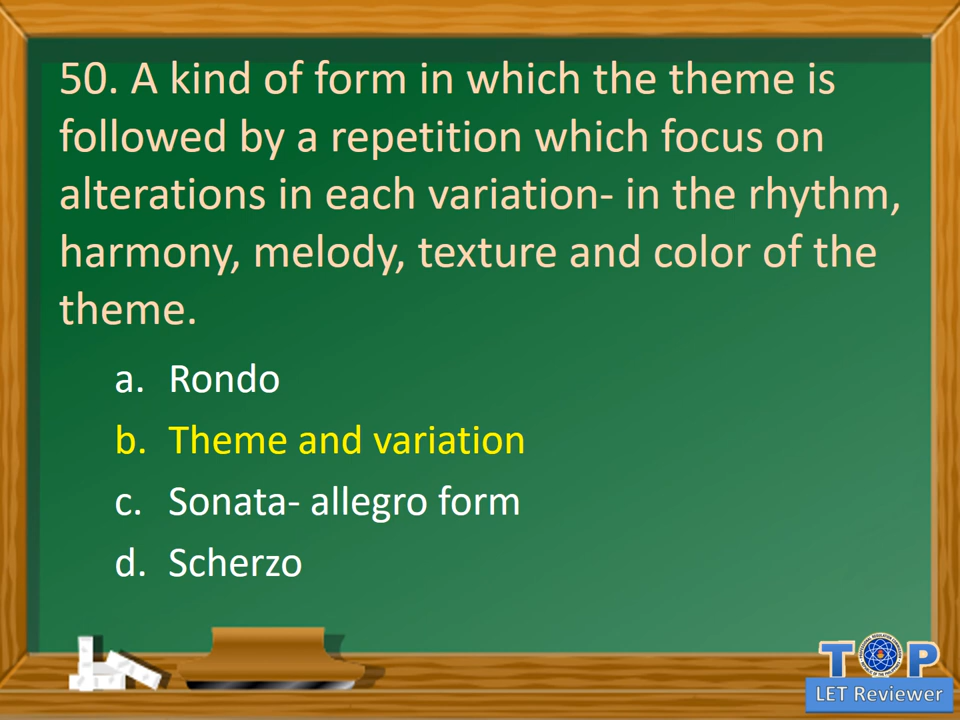 50. A kind of form in which the theme is
followed by a repetition which focus on
alterations in each variation- in the rhythm,
harmony, melody, texture and color of the
theme.
a. Rondo
b. Theme and variation
c. Sonata- allegro form
d. Scherzo
TOP
LET Reviewer